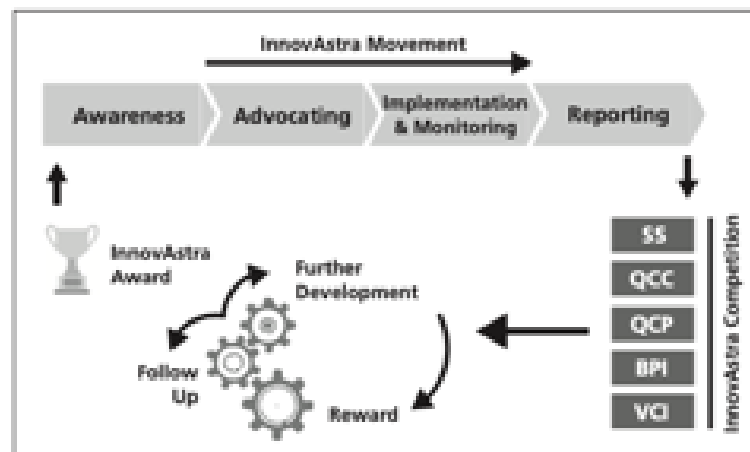 InnovAstra Movement
Awareness
Advocating
Implementation
& Monitoring
Reporting
InnovAstra
Award
Further
Development
Follow
Up
Reward
SS
QCC
QCP
BPI
VCI
InnovAstra Competition